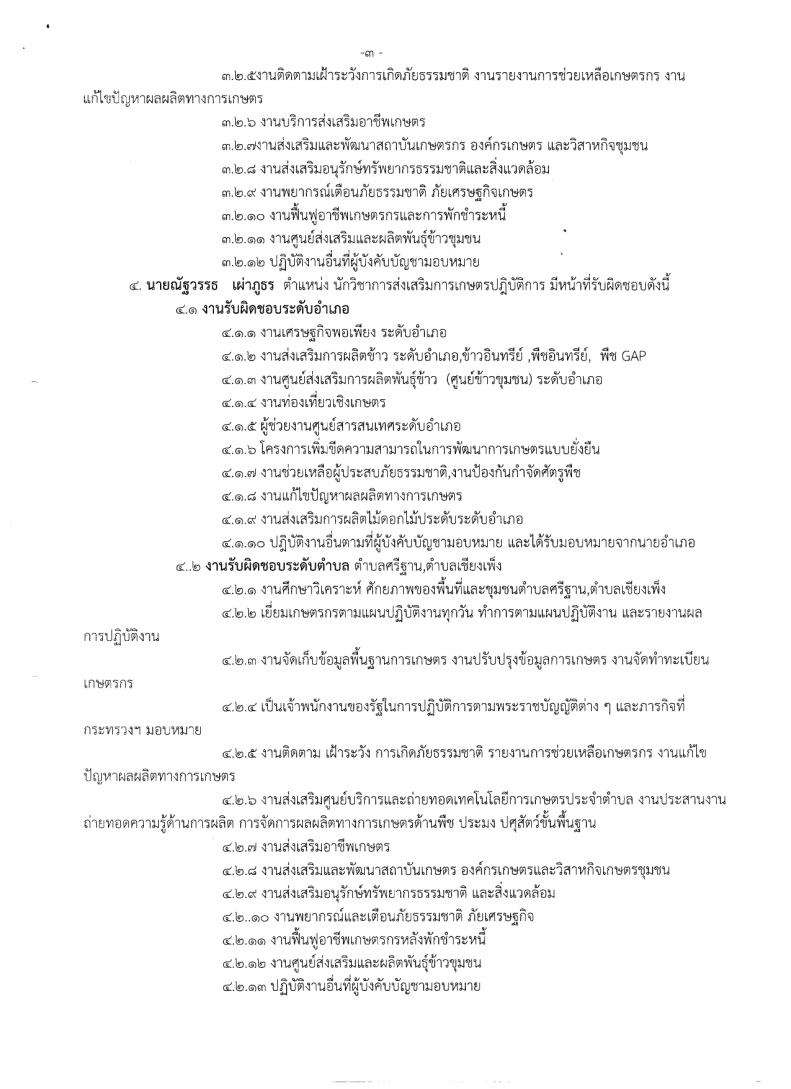 -๓ -
๓.๒.๕งานติดตามเฝ้าระวังการเกิดภัยธรรมชาติ งานรายงานการช่วยเหลือเกษตรกร งาน
แก้ไขปัญหาผลผลิตทางการเกษตร
๓.๒.๖ งานบริการส่งเสริมอาชีพเกษตร
๓.๒.๗งานส่งเสริมและพัฒนาสถาบันเกษตรกร องค์กรเกษตร และวิสาหกิจชุมชน
๓.๒.๘ งานส่งเสริมอนุรักษ์ทรัพยากรธรรมชาติและสิ่งแวดล้อม
๓.๒.๙ งานพยากรณ์เตือนภัยธรรมชาติ ภัยเศรษฐกิจเกษตร
๓.๒.๑๐ งานฟื้นฟูอาชีพเกษตรกรและการพักชำระหนี้
๓.๒.๑๑ งานศูนย์ส่งเสริมและผลิตพันธุ์ข้าวชุมชน
๓.๒.๑๒ ปฏิบัติงานอื่นที่ผู้บังคับบัญชามอบหมาย
๔. นายณัฐวรรธ เผ่าภูธร ตำแหน่ง นักวิชาการส่งเสริมการเกษตรปฏิบัติการ มีหน้าที่รับผิดชอบดังนี้
๔.๑ งานรับผิดชอบระดับอำเภอ
๔.๑.๑ งานเศรษฐกิจพอเพียง ระดับอำเภอ
๔.๑.๒ งานส่งเสริมการผลิตข้าว ระดับอำเภอ,ข้าวอินทรีย์ ,พืชอินทรีย์, พืช GAP
๔.๑.๓ งานศูนย์ส่งเสริมการผลิตพันธุ์ข้าว (ศูนย์ข้าวชุมชน) ระดับอำเภอ
๔.๑.๔ งานท่องเที่ยวเชิงเกษตร
๔.๑.๕ ผู้ช่วยงานศูนย์สารสนเทศระดับอำเภอ
๔.๑.๖ โครงการเพิ่มขีดความสามารถในการพัฒนาการเกษตรแบบยั่งยืน
๔.๑.๗ งานช่วยเหลือผู้ประสบภัยธรรมชาติ,งานป้องกันกำจัดศัตรูพืช
๔.๑.๘ งานแก้ไขปัญหาผลผลิตทางการเกษตร
๔.๑.๙ งานส่งเสริมการผลิตไม้ดอกไม้ประดับระดับอำเภอ
๔.๑.๑๐ ปฏิบัติงานอื่นตามที่ผู้บังคับบัญชามอบหมาย และได้รับมอบหมายจากนายอำเภอ
๔..๒ งานรับผิดชอบระดับตำบล ตำบลศรีฐาน,ตำบลเชียงเพ็ง
๔.๒.๑ งานศึกษาวิเคราะห์ ศักยภาพของพื้นที่และชุมชนตำบลศรีฐาน,ตำบลเชียงเพ็ง
๔.๒.๒ เยี่ยมเกษตรกรตามแผนปฏิบัติงานทุกวัน ทำการตามแผนปฏิบัติงาน และรายงานผล
การปฏิบัติงาน
๔.๒.๓ งานจัดเก็บข้อมูลพื้นฐานการเกษตร งานปรับปรุงข้อมูลการเกษตร งานจัดทำทะเบียน
เกษตรกร
๔.๒.๔ เป็นเจ้าพนักงานของรัฐในการปฏิบัติการตามพระราชบัญญัติต่าง ๆ และภารกิจที่
กระทรวงฯ มอบหมาย
๔.๒.๕ งานติดตาม เฝ้าระวัง การเกิดภัยธรรมชาติ รายงานการช่วยเหลือเกษตรกร งานแก้ไข
ปัญหาผลผลิตทางการเกษตร
๔.๒.๖ งานส่งเสริมศูนย์บริการและถ่ายทอดเทคโนโลยีการเกษตรประจำตำบล งานประสานงาน
ถ่ายทอดความรู้ด้านการผลิต การจัดการผลผลิตทางการเกษตรด้านพืช ประมง ปศุสัตว์ขั้นพื้นฐาน
๔.๒.๗ งานส่งเสริมอาชีพเกษตร
๔.๒.๘ งานส่งเสริมและพัฒนาสถาบันเกษตร องค์กรเกษตรและวิสาหกิจเกษตรชุมชน
๔.๒.๙ งานส่งเสริมอนุรักษ์ทรัพยากรธรรมชาติ และสิ่งแวดล้อม
๔.๒..๑๐ งานพยากรณ์และเตือนภัยธรรมชาติ ภัยเศรษฐกิจ
๔.๒.๑๑ งานฟื้นฟูอาชีพเกษตรกรหลังพักชำระหนี้
๔.๒.๑๒ งานศูนย์ส่งเสริมและผลิตพันธุ์ข้าวชุมชน
๔.๒.๑๓ ปฏิบัติงานอื่นที่ผู้บังคับบัญชามอบหมาย